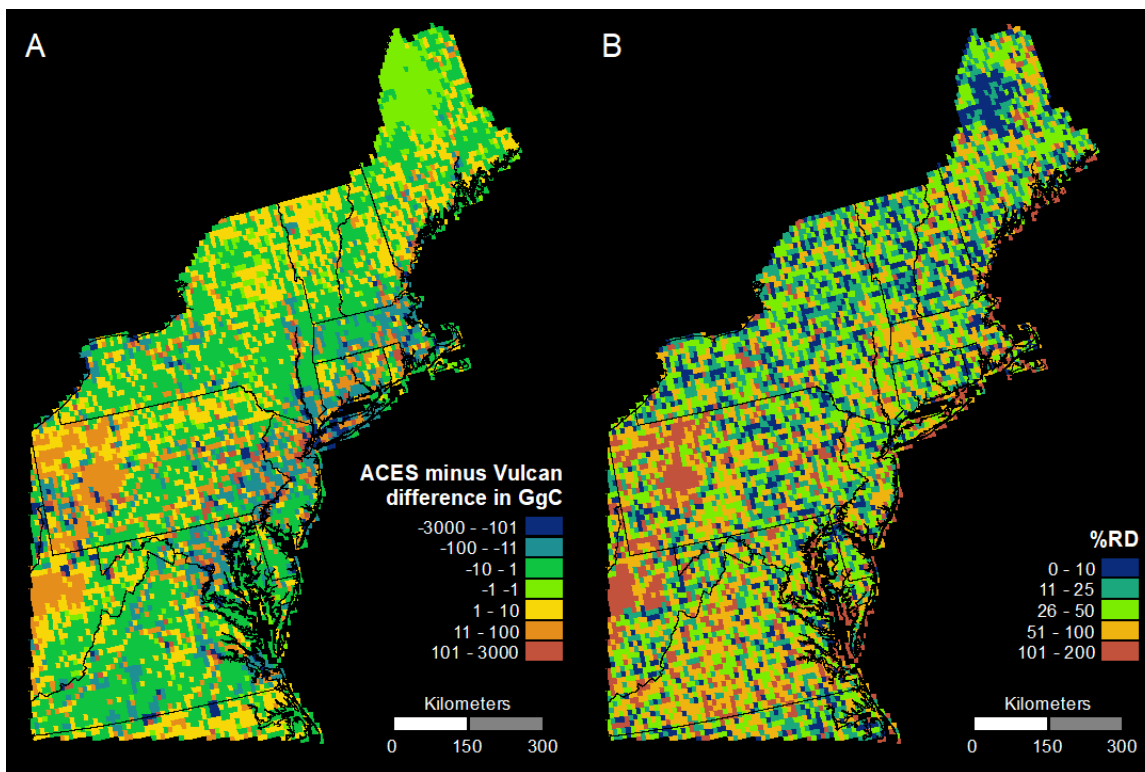 A
ACES minus Vulcan
difference in GgC
-3000 - -101
-100 - -11
-10 - 1
-1 - 1
1 - 10
11 - 100
101 - 3000
Kilometers
0 150 300
B
%RD
0 - 10
11 - 25
26 - 50
51 - 100
101 - 200
Kilometers
0 150 300